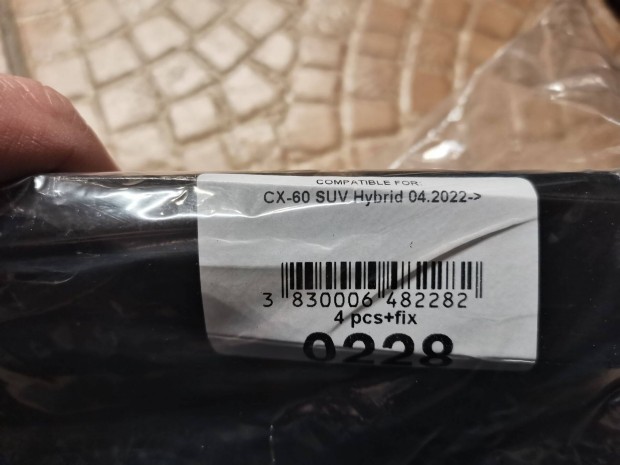 COMPATIBLE FOR:
CX-60 SUV Hybrid 04.2022->
3 830006 482282
4 pcs+fix
0228